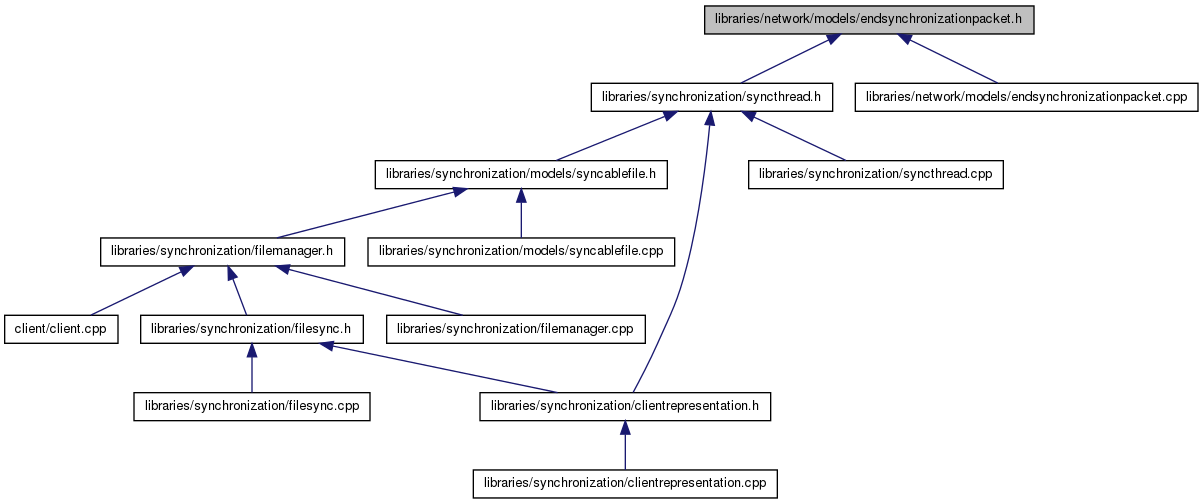 libraries/network/models/endsynchronizationpacket.h
libraries/synchronization/syncthread.h
libraries/network/models/endsynchronizationpacket.cpp
libraries/synchronization/models/syncablefile.h
libraries/synchronization/syncthread.cpp
libraries/synchronization/filemanager.h
libraries/synchronization/models/syncablefile.cpp
client/client.cpp
libraries/synchronization/filesync.h
libraries/synchronization/filemanager.cpp
libraries/synchronization/filesync.cpp
libraries/synchronization/clientrepresentation.h
libraries/synchronization/clientrepresentation.cpp